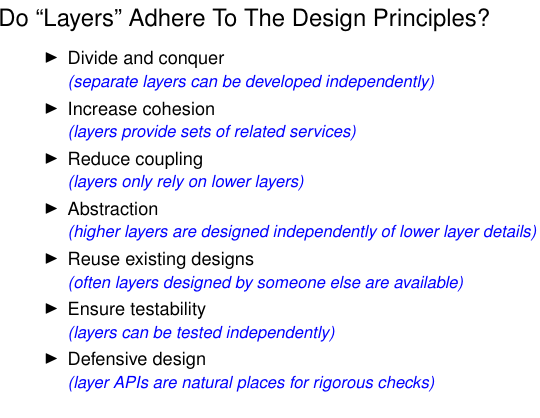 Do “Layers” Adhere To The Design Principles?
► Divide and conquer
(separate layers can be developed independently)
► Increase cohesion
(layers provide sets of related services)
► Reduce coupling
(layers only rely on lower layers)
► Abstraction
(higher layers are designed independently of lower layer details)
► Reuse existing designs
(often layers designed by someone else are available)
► Ensure testability
(layers can be tested independently)
► Defensive design
(layer APIs are natural places for rigorous checks)